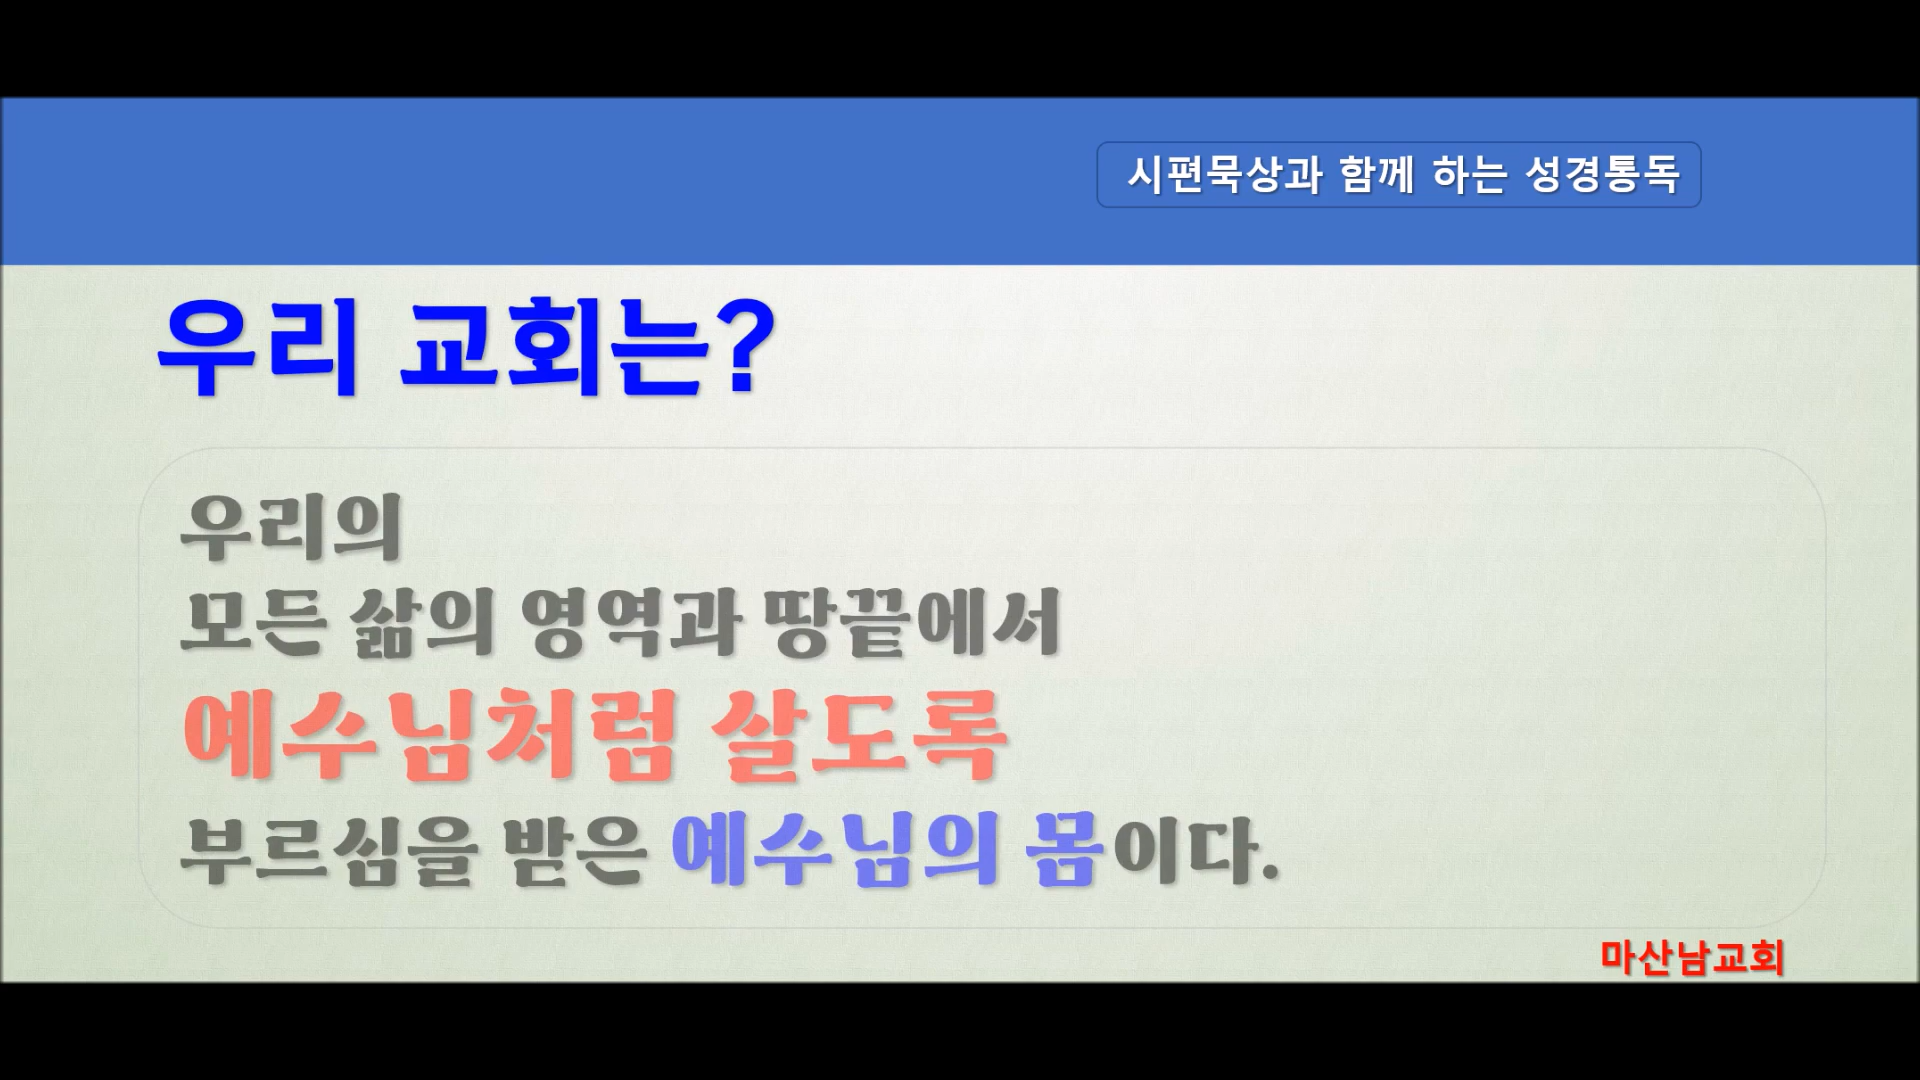 시편묵상과 함께 하는 성경통독
우리 교회는?
우리의
모든 삶의 영역과 땅끝에서
예수님처럼 살도록
부르심을 받은 예수님의 몸이다.
마산남교회